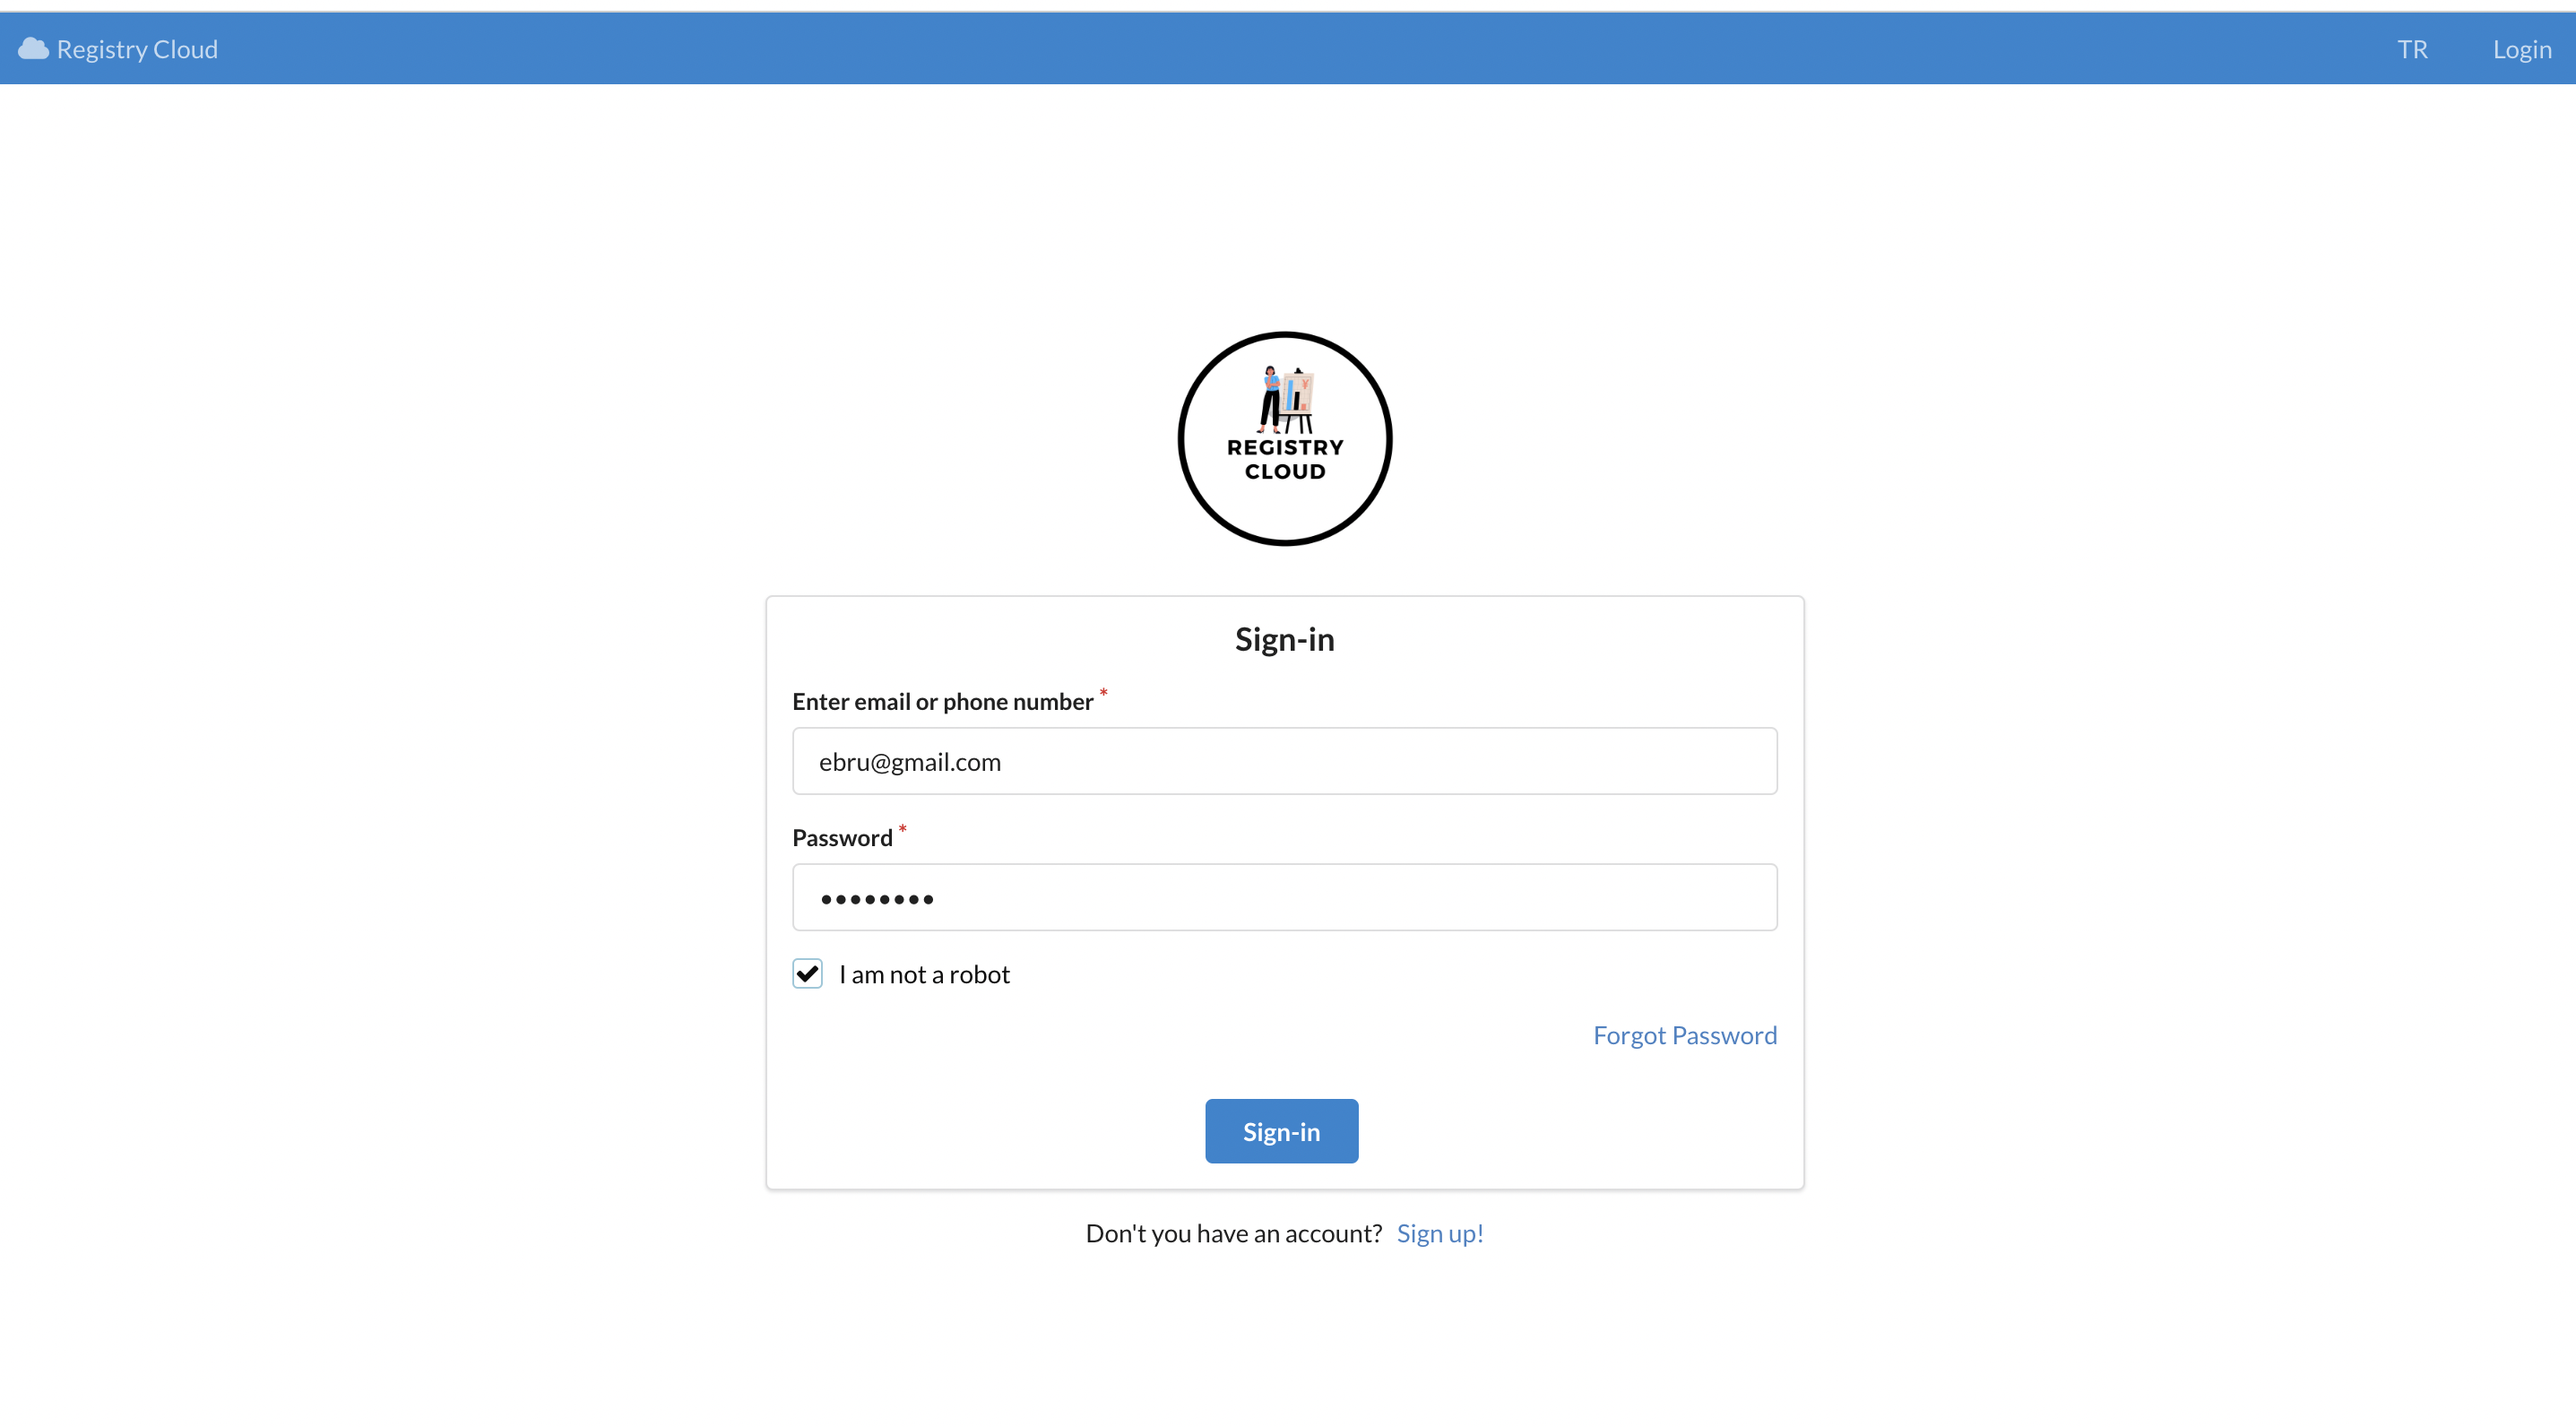 Registry Cloud
TR
Login
REGISTRY
CLOUD
Sign-in
Enter email or phone number *
ebru@gmail.com
Password *
••••••••
I am not a robot
Forgot Password
Sign-in
Don't you have an account? Sign up!